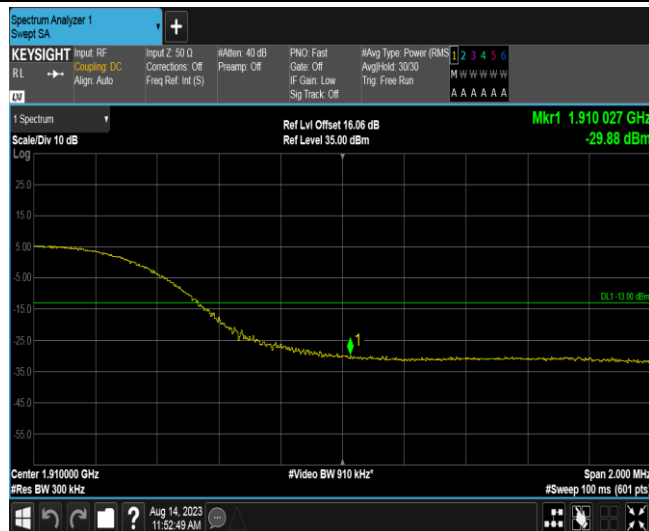 Spectrum Analyzer 1
Swept SA
+
KEYSIGHT
RL
LXI
Input: RF
Coupling: DC
Align: Auto
Input Z: 50 Ω
Corrections: Off
Freq Ref: Int (S)
#Atten: 40 dB
Preamp: Off
PNO: Fast
Gate: Off
IF Gain: Low
Sig Track: Off
#Avg Type: Power (RMS
Avg|Hold: 30/30
Trig: Free Run
1 2 3 4 5 6
M W W W W W
A A A A A A
1 Spectrum
Scale/Div 10 dB
Log
Ref Lvl Offset 16.06 dB
Ref Level 35.00 dBm
Mkr1 1.910 027 GHz
-29.88 dBm
25.0
15.0
5.00
-5.00
-15.0
-25.0
-35.0
-45.0
-55.0
DL1 -13.00 dBm
1
Center 1.910000 GHz
#Res BW 300 kHz
#Video BW 910 kHz*
Span 2.000 MHz
#Sweep 100 ms (601 pts)
?
Aug 14, 2023
11:52:49 AM